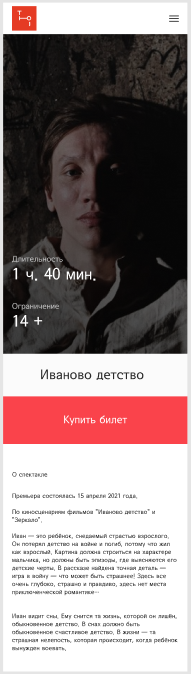 Длительность
1 ч. 40 мин.
Ограничение
14 +
Иваново детство
Купить билет
О спектакле
Премьера состоялась 15 апреля 2021 года,
По киносценариям фильмов "Иваново детство" и
"Зеркало".
Иван — это ребёнок, снедаемый страстью взрослого,
Он потерял детство на войне и погиб, потому что жил
как взрослый, Картина должна строиться на характере
мальчика, но должны быть эпизоды, где выясняются его
детские черты, В рассказе найдена точная деталь —
игра в войну — что может быть страшнее! Здесь все
очень глубоко, страшно и правдиво, здесь нет места
приключенческой романтике—
Иван видит сны, Ему снится та жизнь, которой он лишён,
обыкновенное детство, В снах должно быть
обыкновенное счастливое детство, В жизни — та
страшная нелепость, которая происходит, когда ребёнок
вынужден воевать,